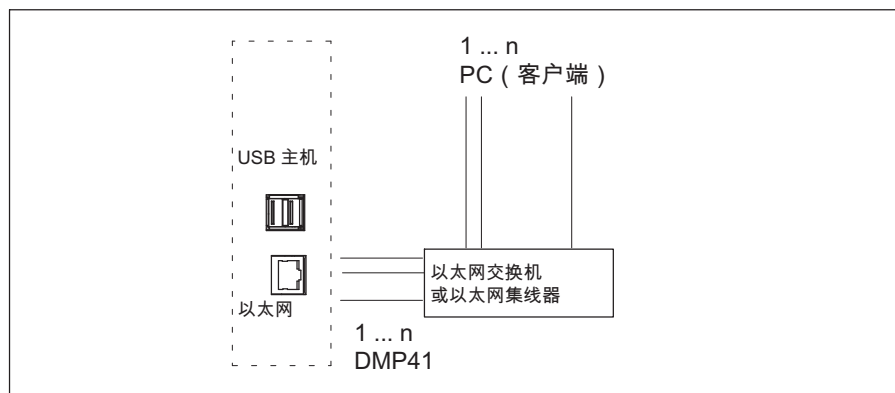 1 ... n
PC（客户端）
USB 主机
以太网
以太网交换机
或以太网集线器
1 ... n
DMP41